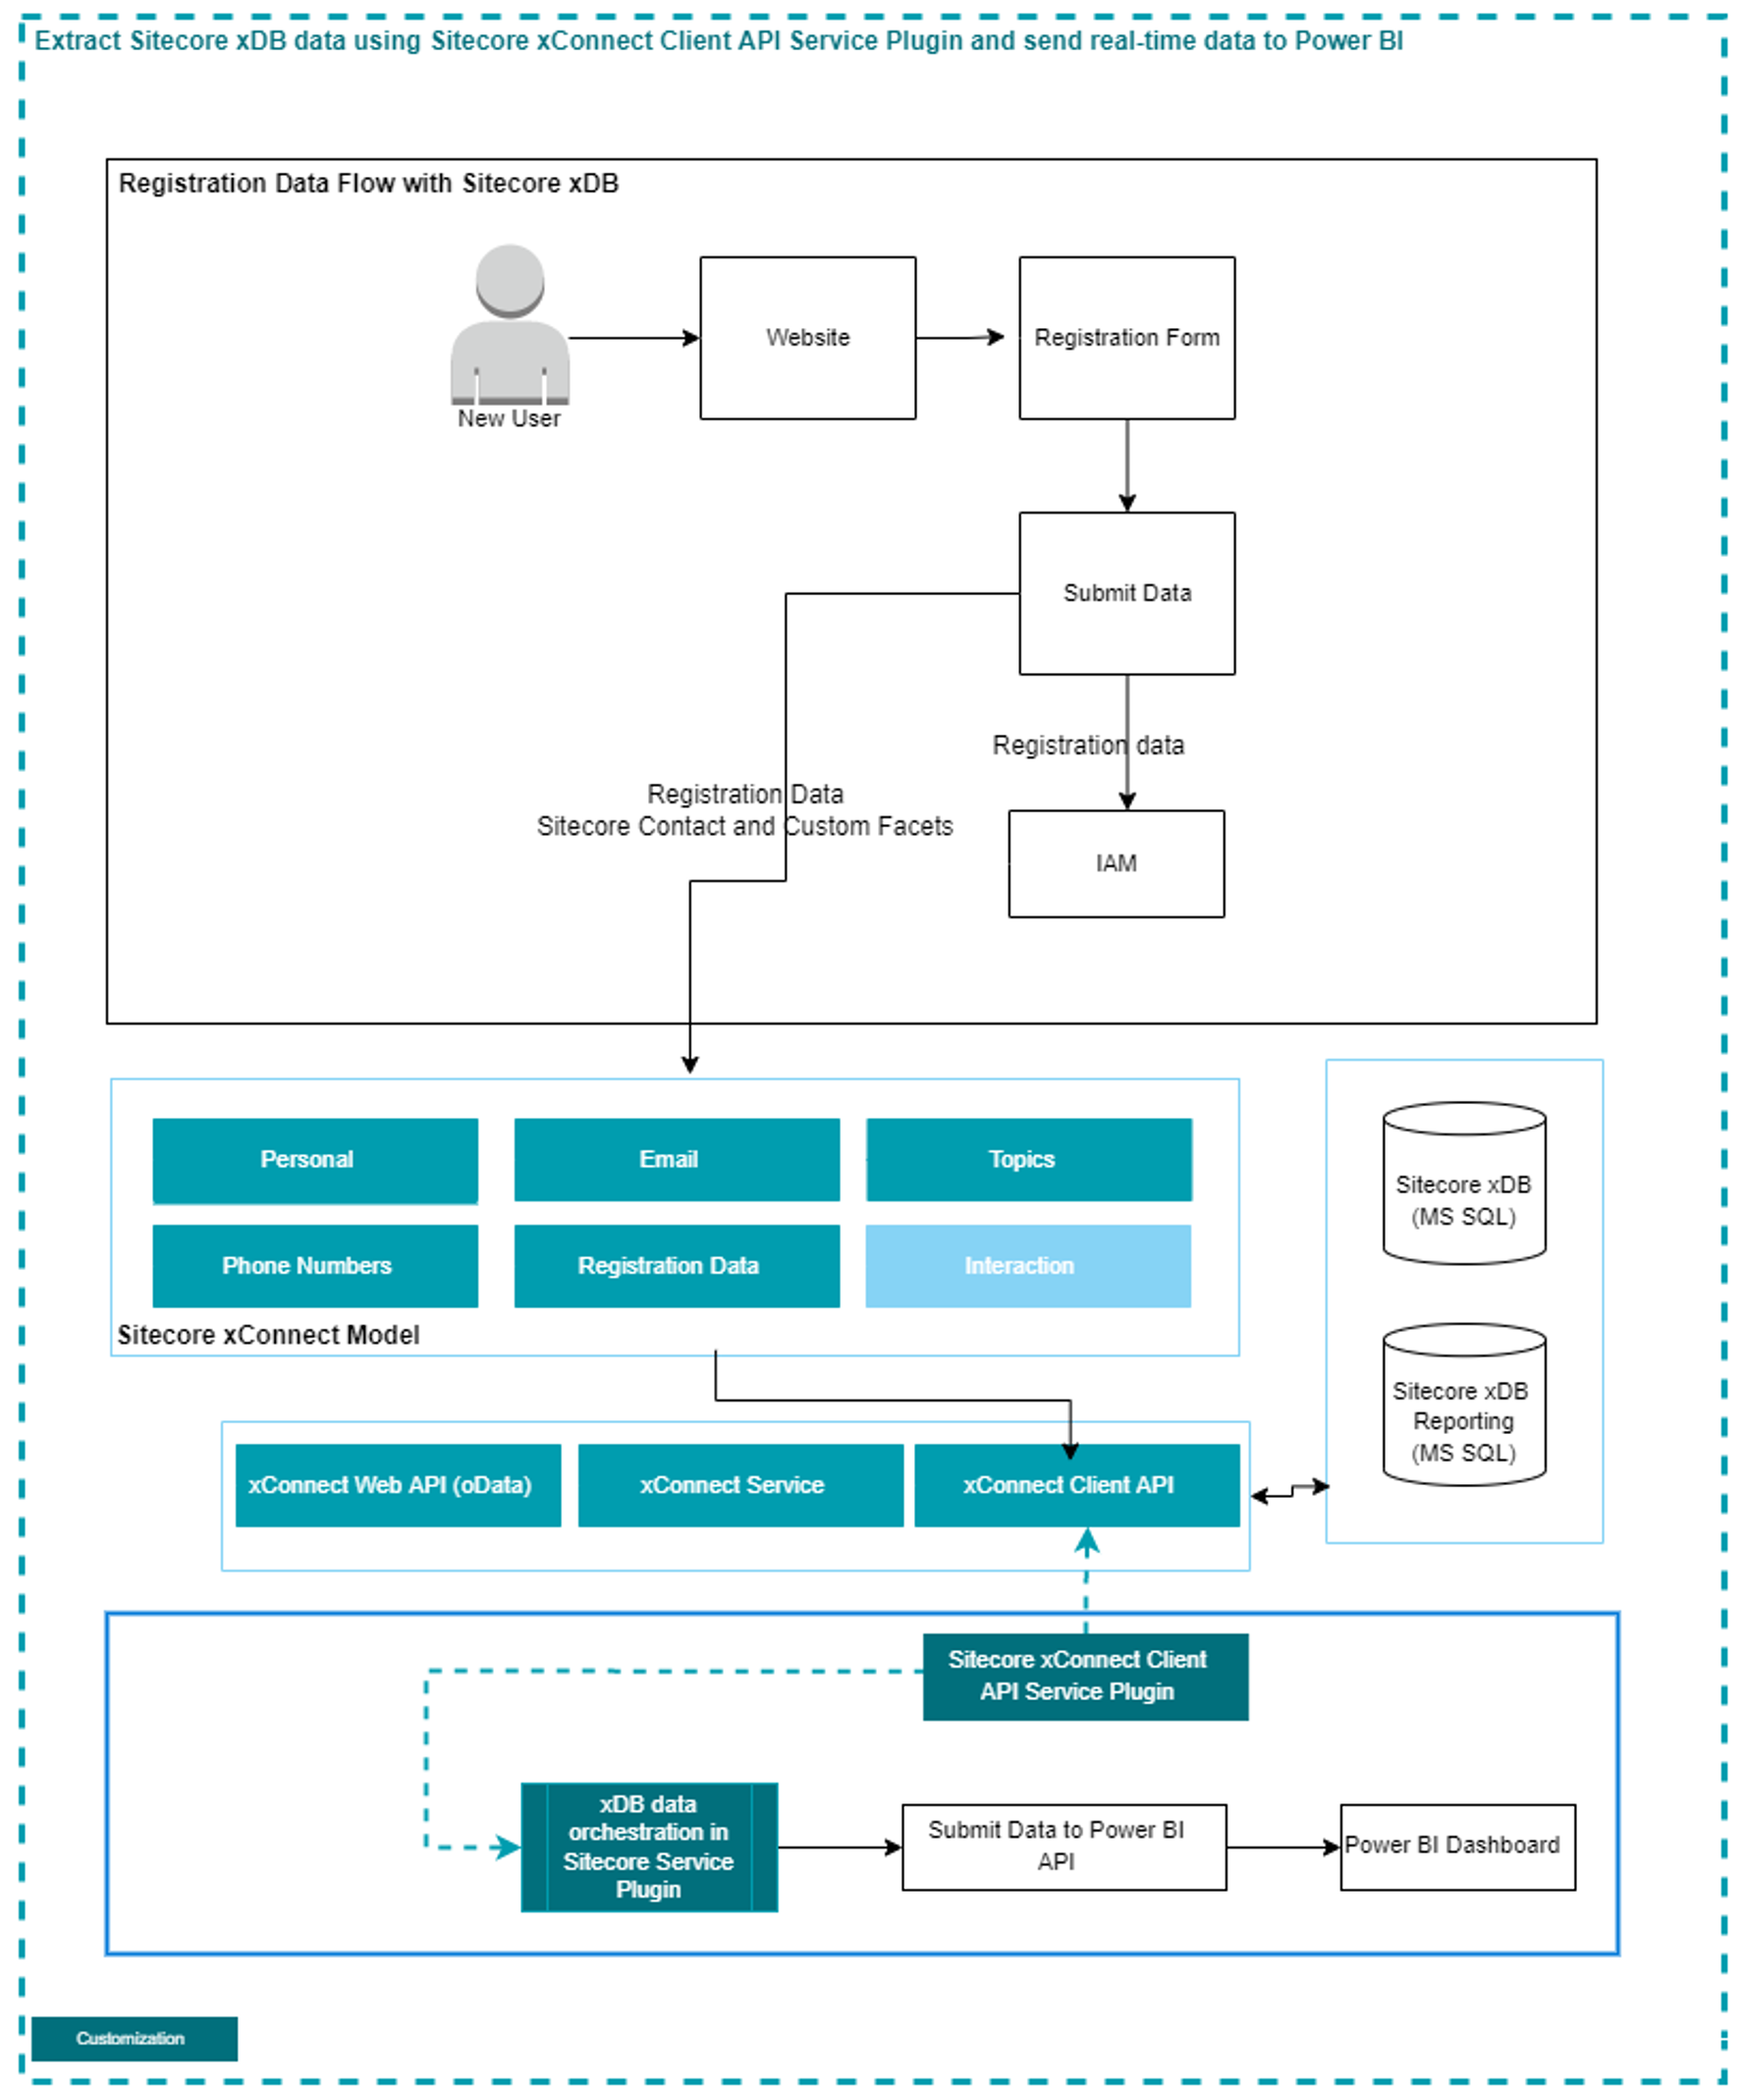 Extract Sitecore xDB data using Sitecore xConnect Client API Service Plugin and send real-time data to Power BI
Registration Data Flow with Sitecore xDB
New User
Website
Registration Form
Submit Data
Registration data
Registration Data
Sitecore Contact and Custom Facets
IAM
Personal
Email
Topics
Phone Numbers
Registration Data
Interaction
Sitecore xConnect Model
Sitecore xDB
(MS SQL)
Sitecore xDB
Reporting
(MS SQL)
xConnect Web API (oData)
xConnect Service
xConnect Client API
Sitecore xConnect Client
API Service Plugin
xDB data
orchestration in
Sitecore Service
Plugin
Submit Data to Power BI
API
Power BI Dashboard
Customization